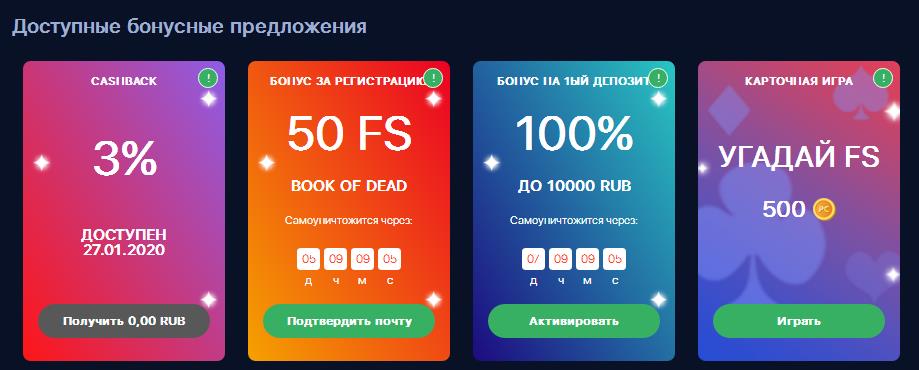 Доступные бонусные предложения
CASHBACK
!
3%
ДОСТУПЕН
27.01.2020
Получить 0,00 RUB
БОНУС ЗА РЕГИСТРАЦИЮ
!
50 FS
BOOK OF DEAD
Самоуничтожится через:
05 09 09 05
Д Ч М С
Подтвердить почту
БОНУС НА 1ЫЙ ДЕПОЗИТ
!
100%
ДО 10000 RUB
Самоуничтожится через:
07 09 09 05
Д Ч М С
Активировать
КАРТОЧНАЯ ИГРА
!
УГАДАЙ FS
500 PC
Играть